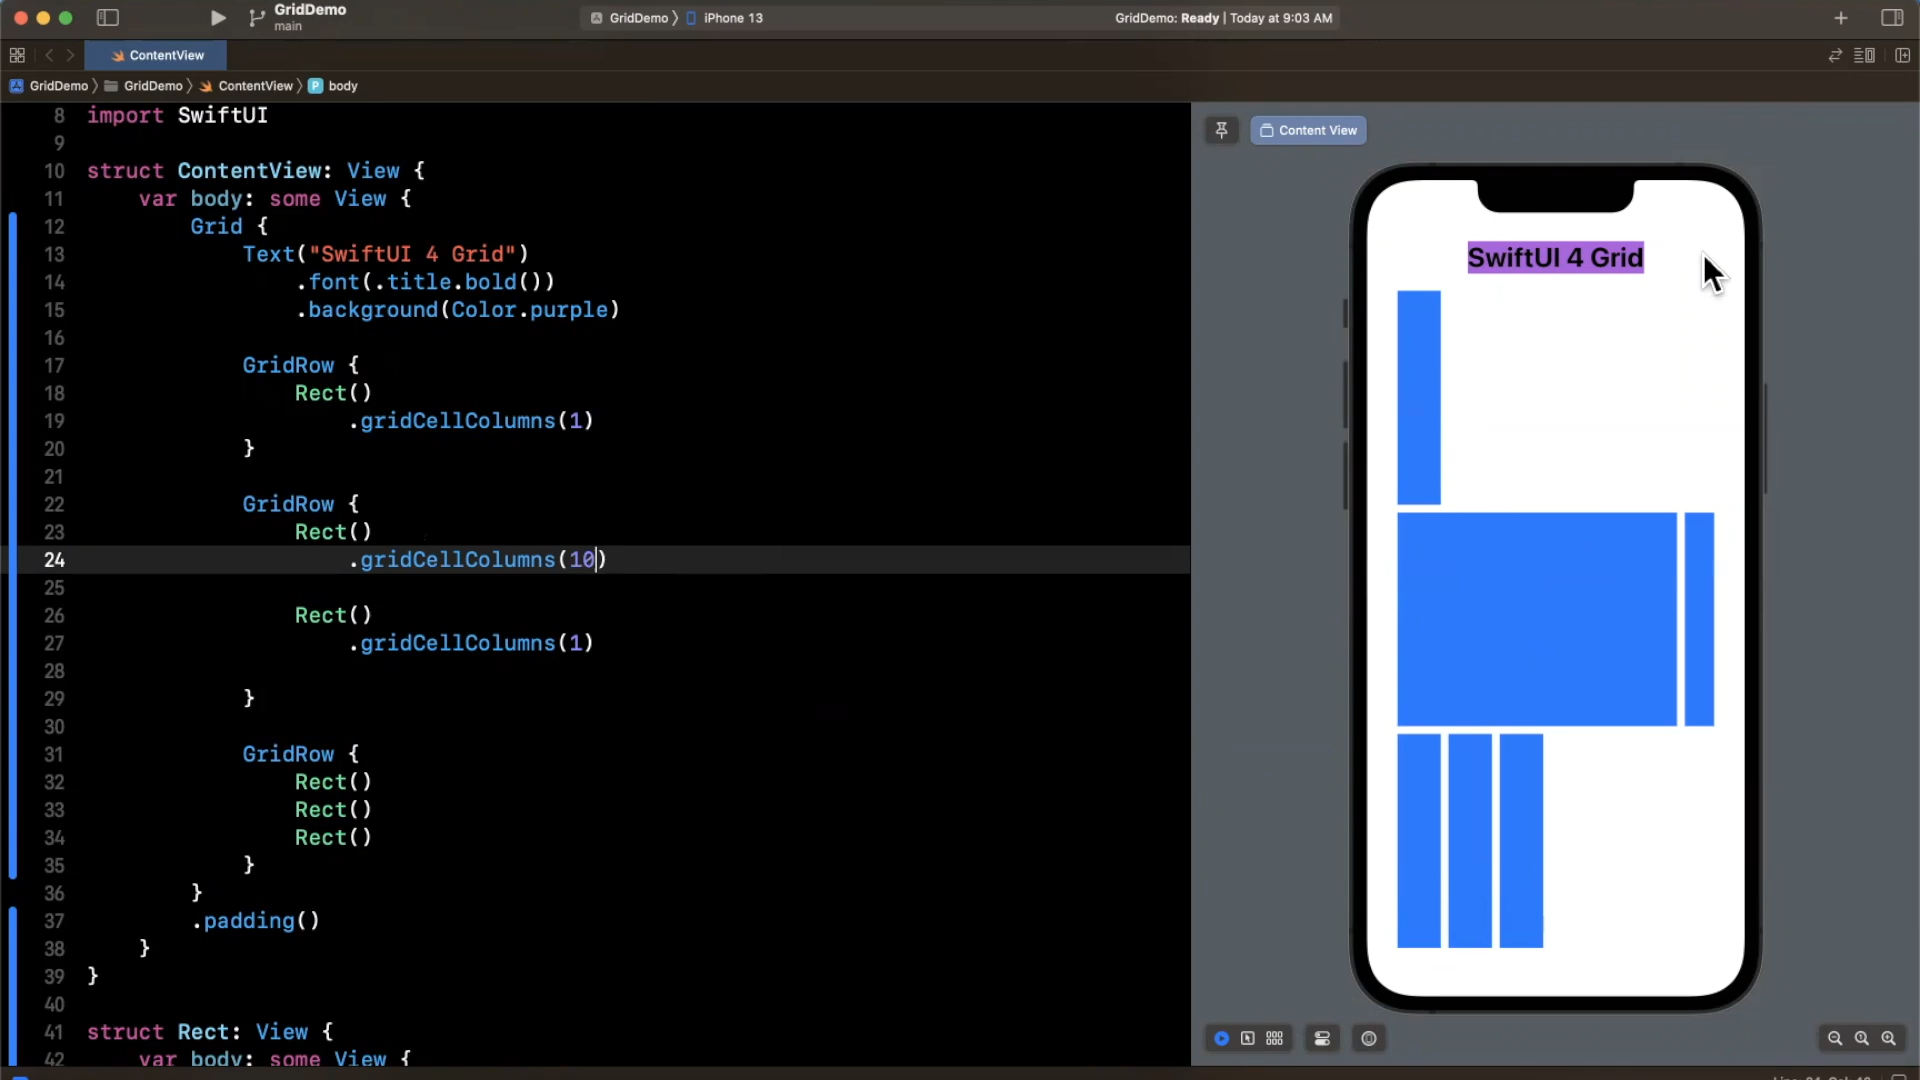 GridDemo
main
GridDemo 〉 iPhone 13
GridDemo: Ready | Today at 9:03 AM
ContentView
GridDemo 〉 GridDemo 〉 ContentView 〉 P body
8 import SwiftUI
9
10 struct ContentView: View {
11 var body: some View {
12 Grid {
13 Text("SwiftUI 4 Grid")
14 .font(.title.bold())
15 .background(Color.purple)
16
17 GridRow {
18 Rect()
19 .gridCellColumns(1)
20 }
21
22 GridRow {
23 Rect()
24 .gridCellColumns(10)
25
26 Rect()
27 .gridCellColumns(1)
28
29 }
30
31 GridRow {
32 Rect()
33 Rect()
34 Rect()
35 }
36 }
37 .padding()
38 }
39 }
40
41 struct Rect: View {
42 var body: some View {
Content View
SwiftUI 4 Grid